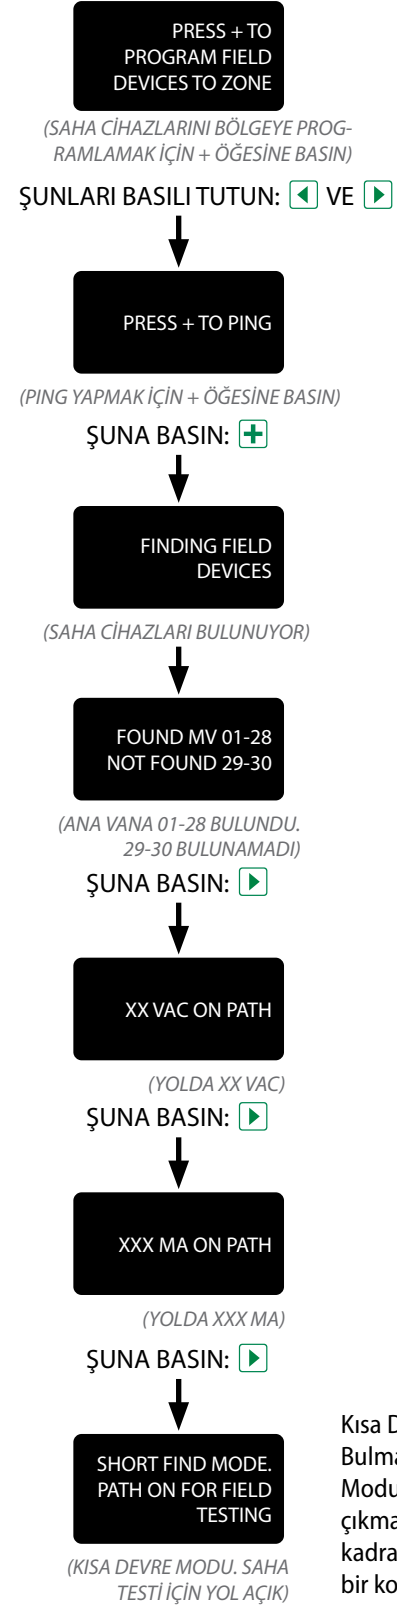 PRESS + TO
PROGRAM FIELD
DEVICES TO ZONE
(SAHA CİHAZLARINI BÖLGEYE PROG-
RAMLAMAK İÇİN + ÖĞESİNE BASIN)
ŞUNLARI BASILI TUTUN: VE
PRESS + TO PING
(PING YAPMAK İÇİN + ÖĞESİNE BASIN)
ŞUNA BASIN: +
FINDING FIELD
DEVICES
(SAHA CİHAZLARI BULUNUYOR)
FOUND MV 01-28
NOT FOUND 29-30
(ANA VANA 01-28 BULUNDU.
29-30 BULUNAMADI)
ŞUNA BASIN:
XX VAC ON PATH
(YOLDA XX VAC)
ŞUNA BASIN:
XXX MA ON PATH
(YOLDA XXX MA)
ŞUNA BASIN:
SHORT FIND MODE.
PATH ON FOR FIELD
TESTING
(KISA DEVRE MODU. SAHA
TESTİ İÇİN YOL AÇIK)
Kısa
Bulma
Modu
çıkma
kadra
bir ko